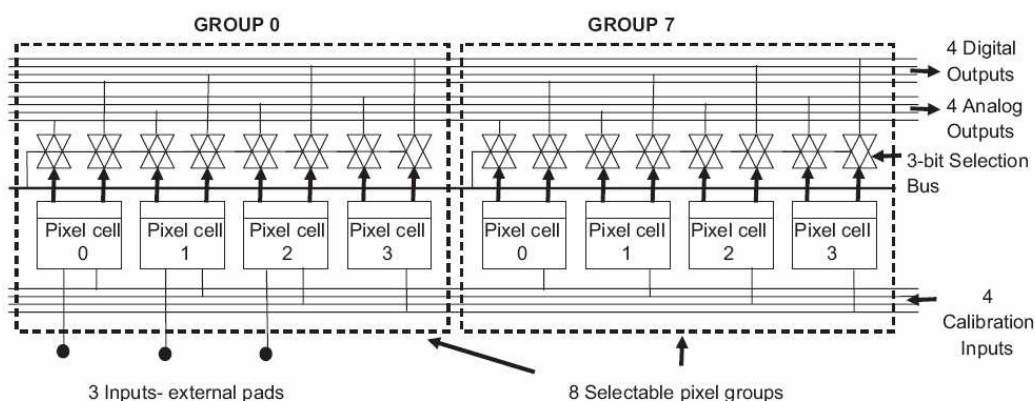 GROUP 0
GROUP 7
4 Digital
Outputs
4 Analog
Outputs
3-bit Selection
Bus
Pixel cell
0
Pixel cell
1
Pixel cell
2
Pixel cell
3
Pixel cell
0
Pixel cell
1
Pixel cell
2
Pixel cell
3
4
Calibration
Inputs
3 Inputs- external pads
8 Selectable pixel groups